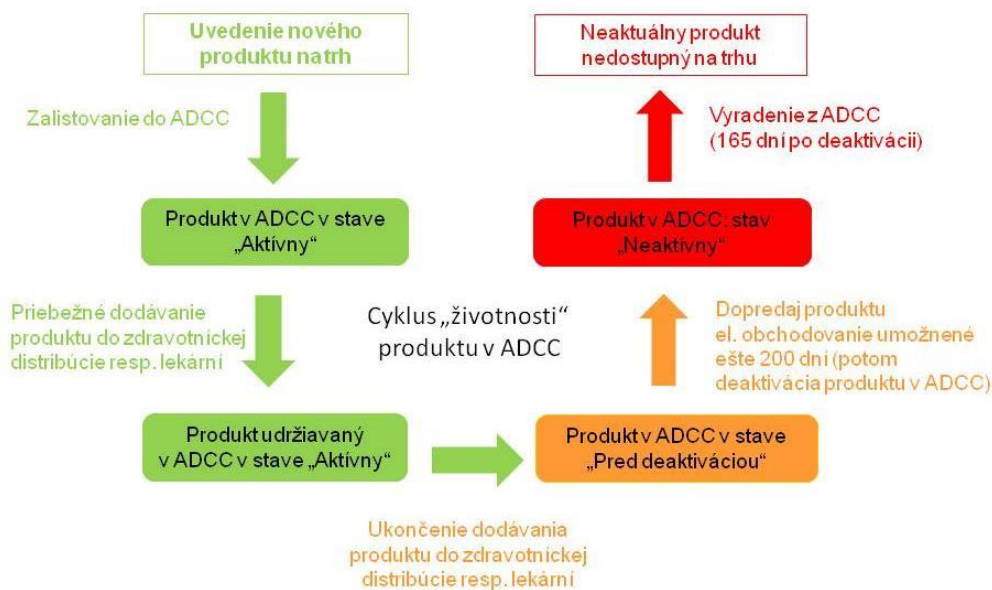 Uvedenie nového
produktu na trh
Zalistovanie do ADCC
Produkt v ADCC v stave
„Aktívny“
Priebežné dodávanie
produktu do zdravotníckej
distribúcie resp. lekární
Produkt udržiavaný
v ADCC v stave „Aktívny“
Ukončenie dodávania
produktu do zdravotníckej
distribúcie resp. lekární
Produkt v ADCC v stave
„Pred deaktiváciou“
Dopredaj produktu
el. obchodovanie umožnené
ešte 200 dní (potom
deaktivácia produktu v ADCC)
Produkt v ADCC: stav
„Neaktívny“
Vyradenie z ADCC
(165 dní po deaktivácii)
Neaktuálny produkt
nedostupný na trhu
Cyklus „životnosti“
produktu v ADCC